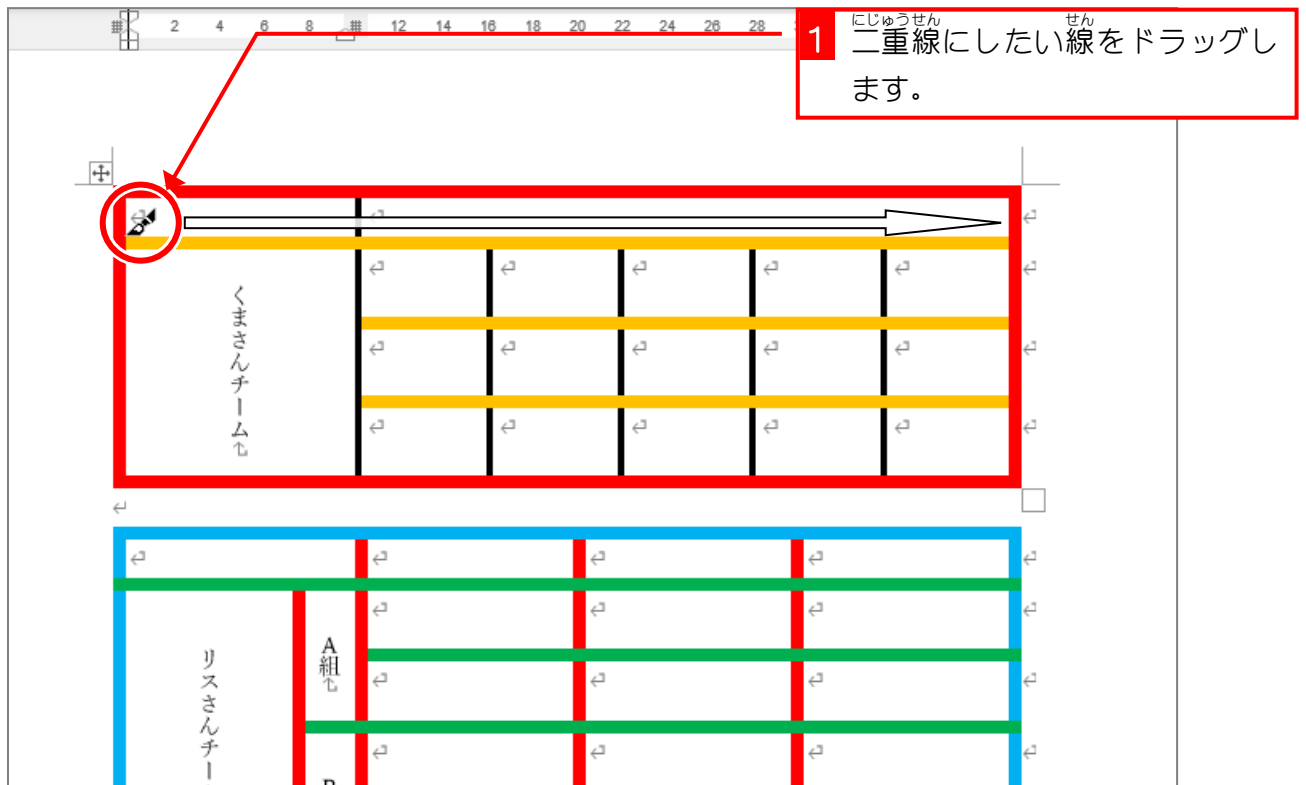 2 4 6 8 12 14 16 18 20 22 24 26 28
1
にじゅうせん せん
二重線にしたい線をドラッグし
ます。
くまさんチーム
リスさんチー
A組